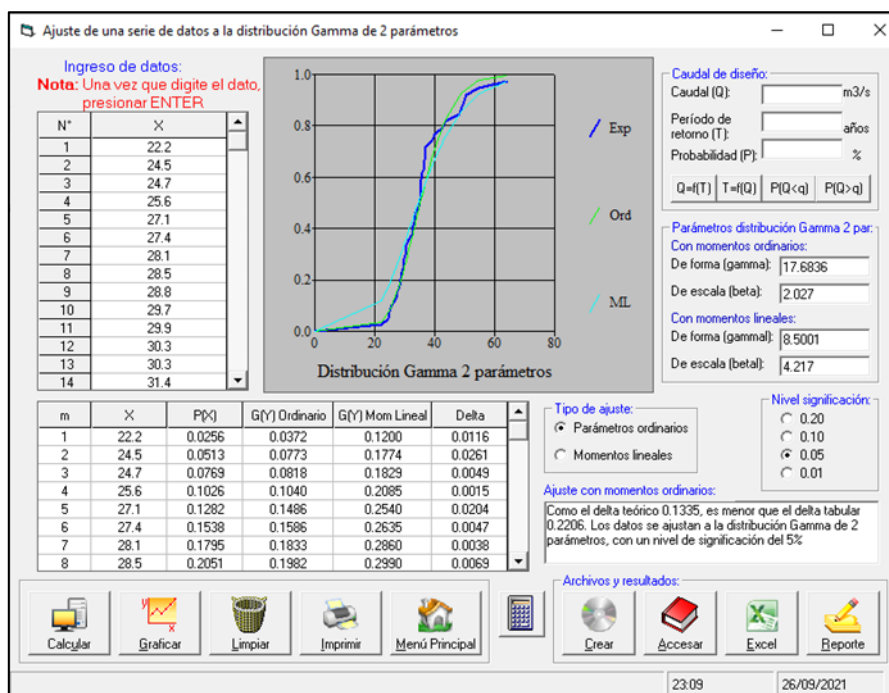 Ajuste de una serie de datos a la distribución Gamma de 2 parámetros
Ingreso de datos:
Nota: Una vez que digite el dato,
presionar ENTER
N° X
1 22.2
2 24.5
3 24.7
4 25.6
5 27.1
6 27.4
7 28.1
8 28.5
9 28.8
10 29.7
11 29.9
12 30.3
13 30.3
14 31.4
1.0
0.8
0.6
0.4
0.2
0.0
0 20 40 60 80
Exp
Ord
ML
Distribución Gamma 2 parámetros
Caudal de diseño:
Caudal (Q): m3/s
Período de
retorno (T): años
Probabilidad (P): %
Q=f(T) T=f(Q) P(Q<q) P(Q>q)
Parámetros distribución Gamma 2 par:
Con momentos ordinarios:
De forma (gamma): 17.6836
De escala (beta): 2.027
Con momentos lineales:
De forma (gammal): 8.5001
De escala (betal): 4.217
m X P(X) G(Y) Ordinario G(Y) Mom Lineal Delta
1 22.2 0.0256 0.0372 0.1200 0.0116
2 24.5 0.0513 0.0773 0.1774 0.0261
3 24.7 0.0769 0.0818 0.1829 0.0049
4 25.6 0.1026 0.1040 0.2085 0.0015
5 27.1 0.1282 0.1486 0.2540 0.0204
6 27.4 0.1538 0.1586 0.2635 0.0047
7 28.1 0.1795 0.1833 0.2860 0.0038
8 28.5 0.2051 0.1982 0.2990 0.0069
Tipo de ajuste:
Parámetros ordinarios
Momentos lineales
Nivel significación:
0.20
0.10
0.05
0.01
Ajuste con momentos ordinarios:
Como el delta teórico 0.1335, es menor que el delta tabular
0.2206. Los datos se ajustan a la distribución Gamma de 2
parámetros, con un nivel de significación del 5%
Calcular Graficar Limpiar Imprimir Menú Principal
Archivos y resultados:
Crear Accesar Excel Reporte
23:09 26/09/2021